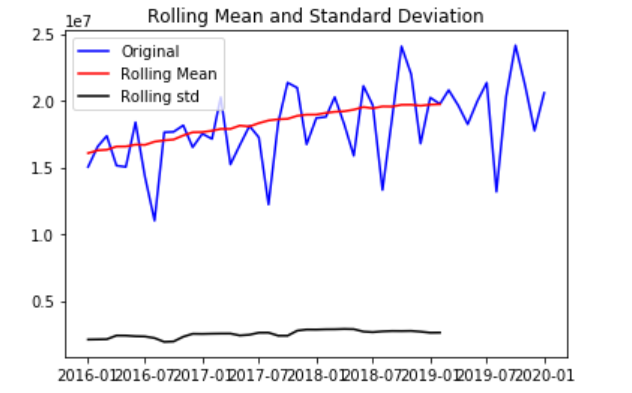 Rolling Mean and Standard Deviation
1e7
2.5
Original
Rolling Mean
Rolling std
2.0
1.5
1.0
0.5
2016-01 2016-07 2017-01 2017-07 2018-01 2018-07 2019-01 2019-07 2020-01